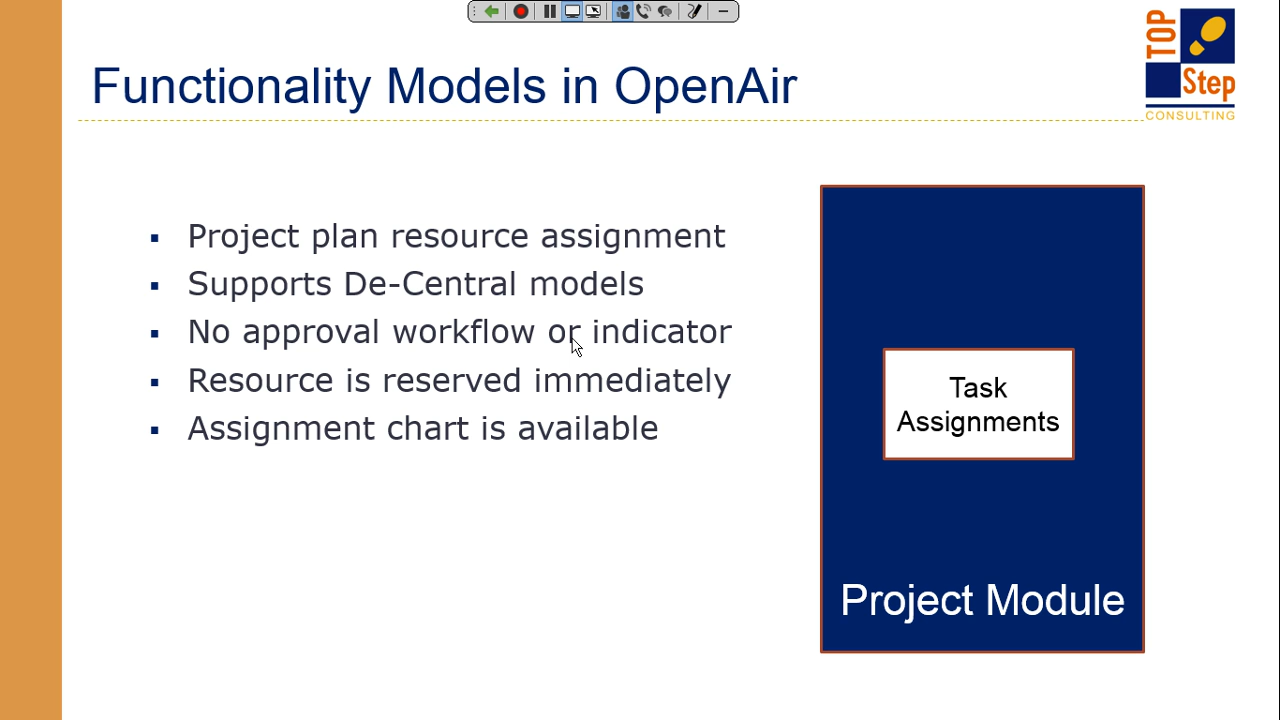 Functionality Models in OpenAir
TOP
Step
CONSULTING
▪ Project plan resource assignment
▪ Supports De-Central models
▪ No approval workflow or indicator
▪ Resource is reserved immediately
▪ Assignment chart is available
Task
Assignments
Project Module